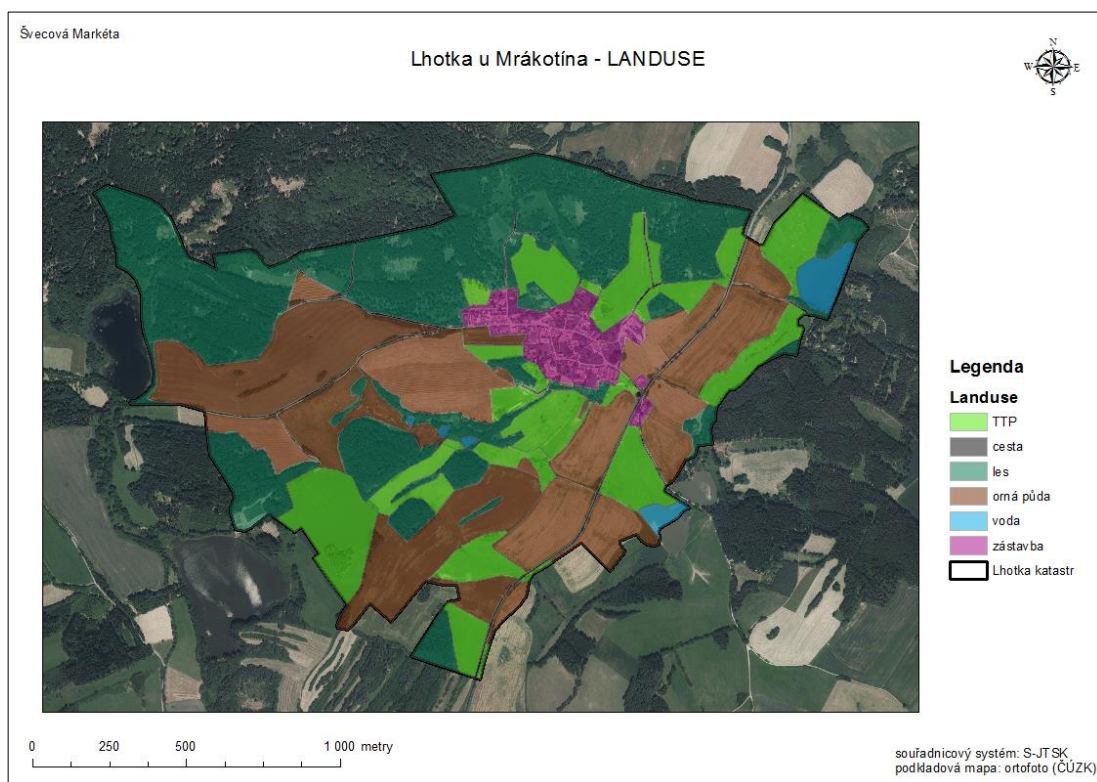 Švecová Markéta
Lhotka u Mrákotína - LANDUSE
N
W E
S
Legenda
Landuse
TTP
cesta
les
orná půda
voda
zástavba
Lhotka katastr
0 250 500 1 000 metry
souřadnicový systém: S-JTSK
podkladová mapa: ortofoto (ČÚZK)